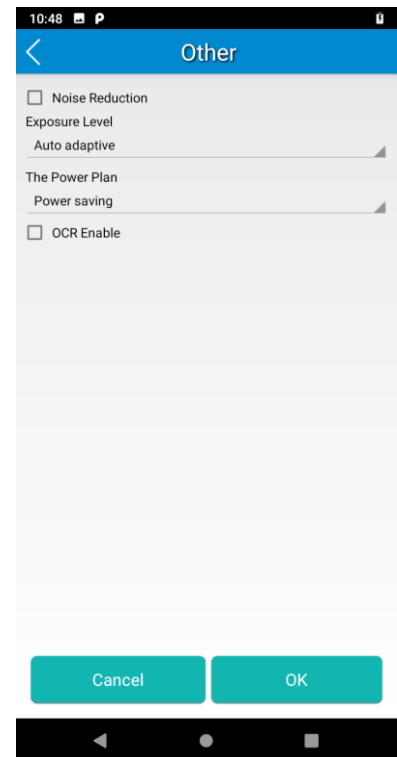 10:48
Other
Noise Reduction
Exposure Level
Auto adaptive
The Power Plan
Power saving
OCR Enable
Cancel
OK